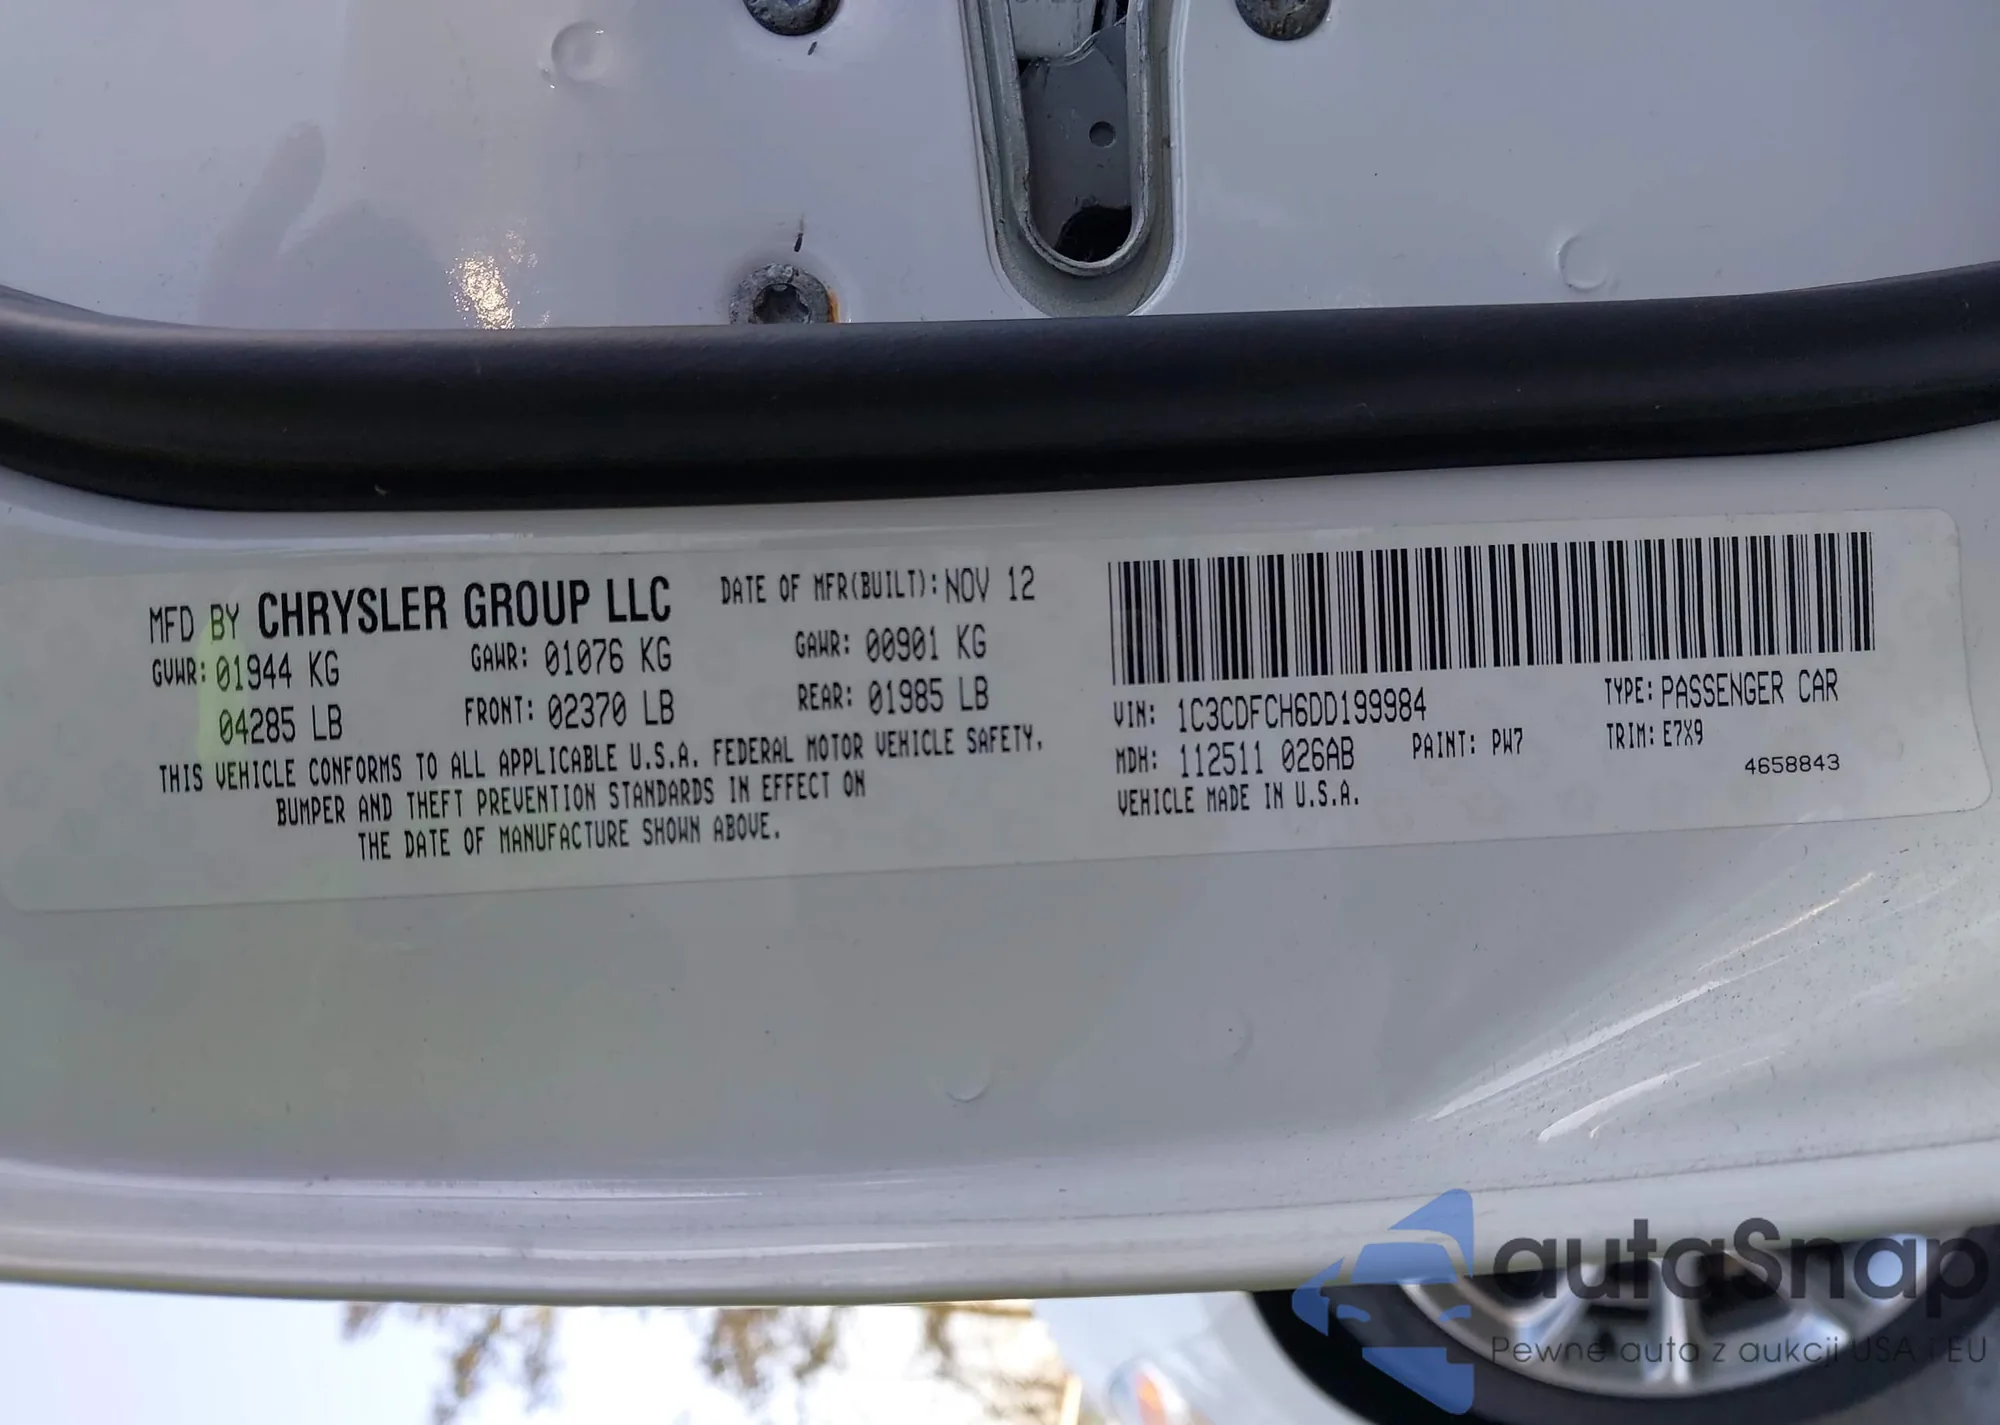 MFD BY CHRYSLER GROUP LLC DATE OF MFR(BUILT): NOV 12
GVWR: 01944 KG GAWR: 01076 KG GAWR: 00901 KG
04285 LB FRONT: 02370 LB REAR: 01985 LB
THIS VEHICLE CONFORMS TO ALL APPLICABLE U.S.A. FEDERAL MOTOR VEHICLE SAFETY,
BUMPER AND THEFT PREVENTION STANDARDS IN EFFECT ON
THE DATE OF MANUFACTURE SHOWN ABOVE.
VIN: 1C3CDFCH6DD199984 TYPE: PASSENGER CAR
MDH: 112511 026AB PAINT: PW7 TRIM: E7X9
4658843
VEHICLE MADE IN U.S.A.
autaSnap
Pewne auta z aukcji USA i EU